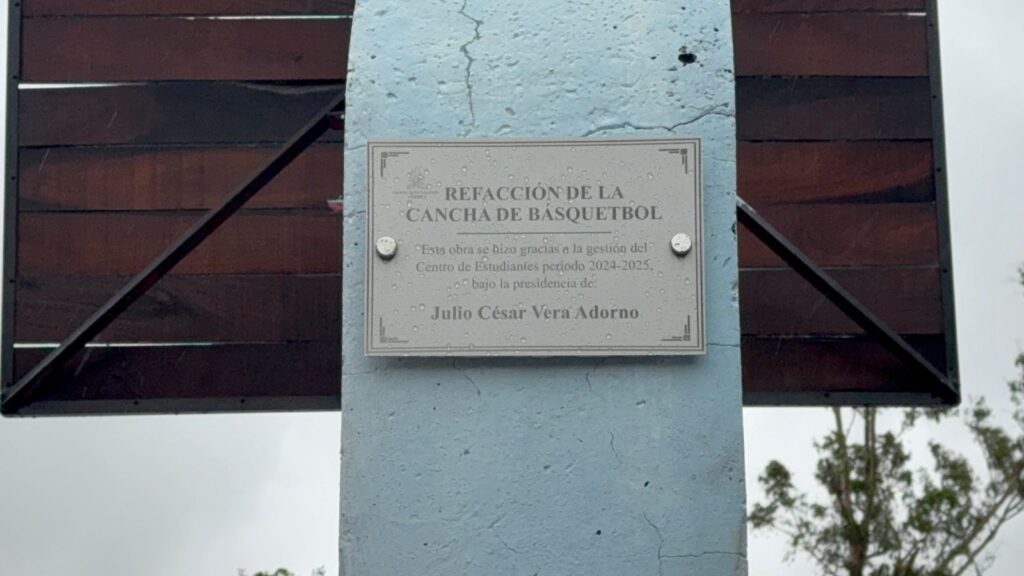 REFACCIÓN DE LA
CANCHA DE BÁSQUETBOL
Esta obra se hizo gracias a la gestión del
Centro de Estudiantes periodo 2024-2025,
bajo la presidencia de:
Julio César Vera Adorno